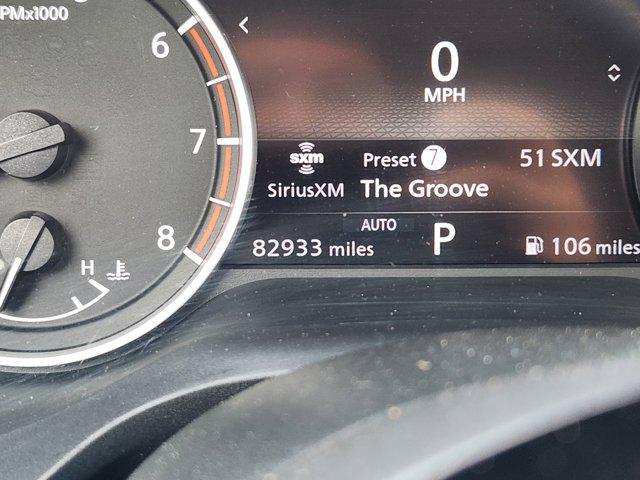 PMx1000
6
7
8
H
0
MPH
sxm
SiriusXM
Preset 7
51 SXM
The Groove
AUTO
82933 miles
P
106 miles